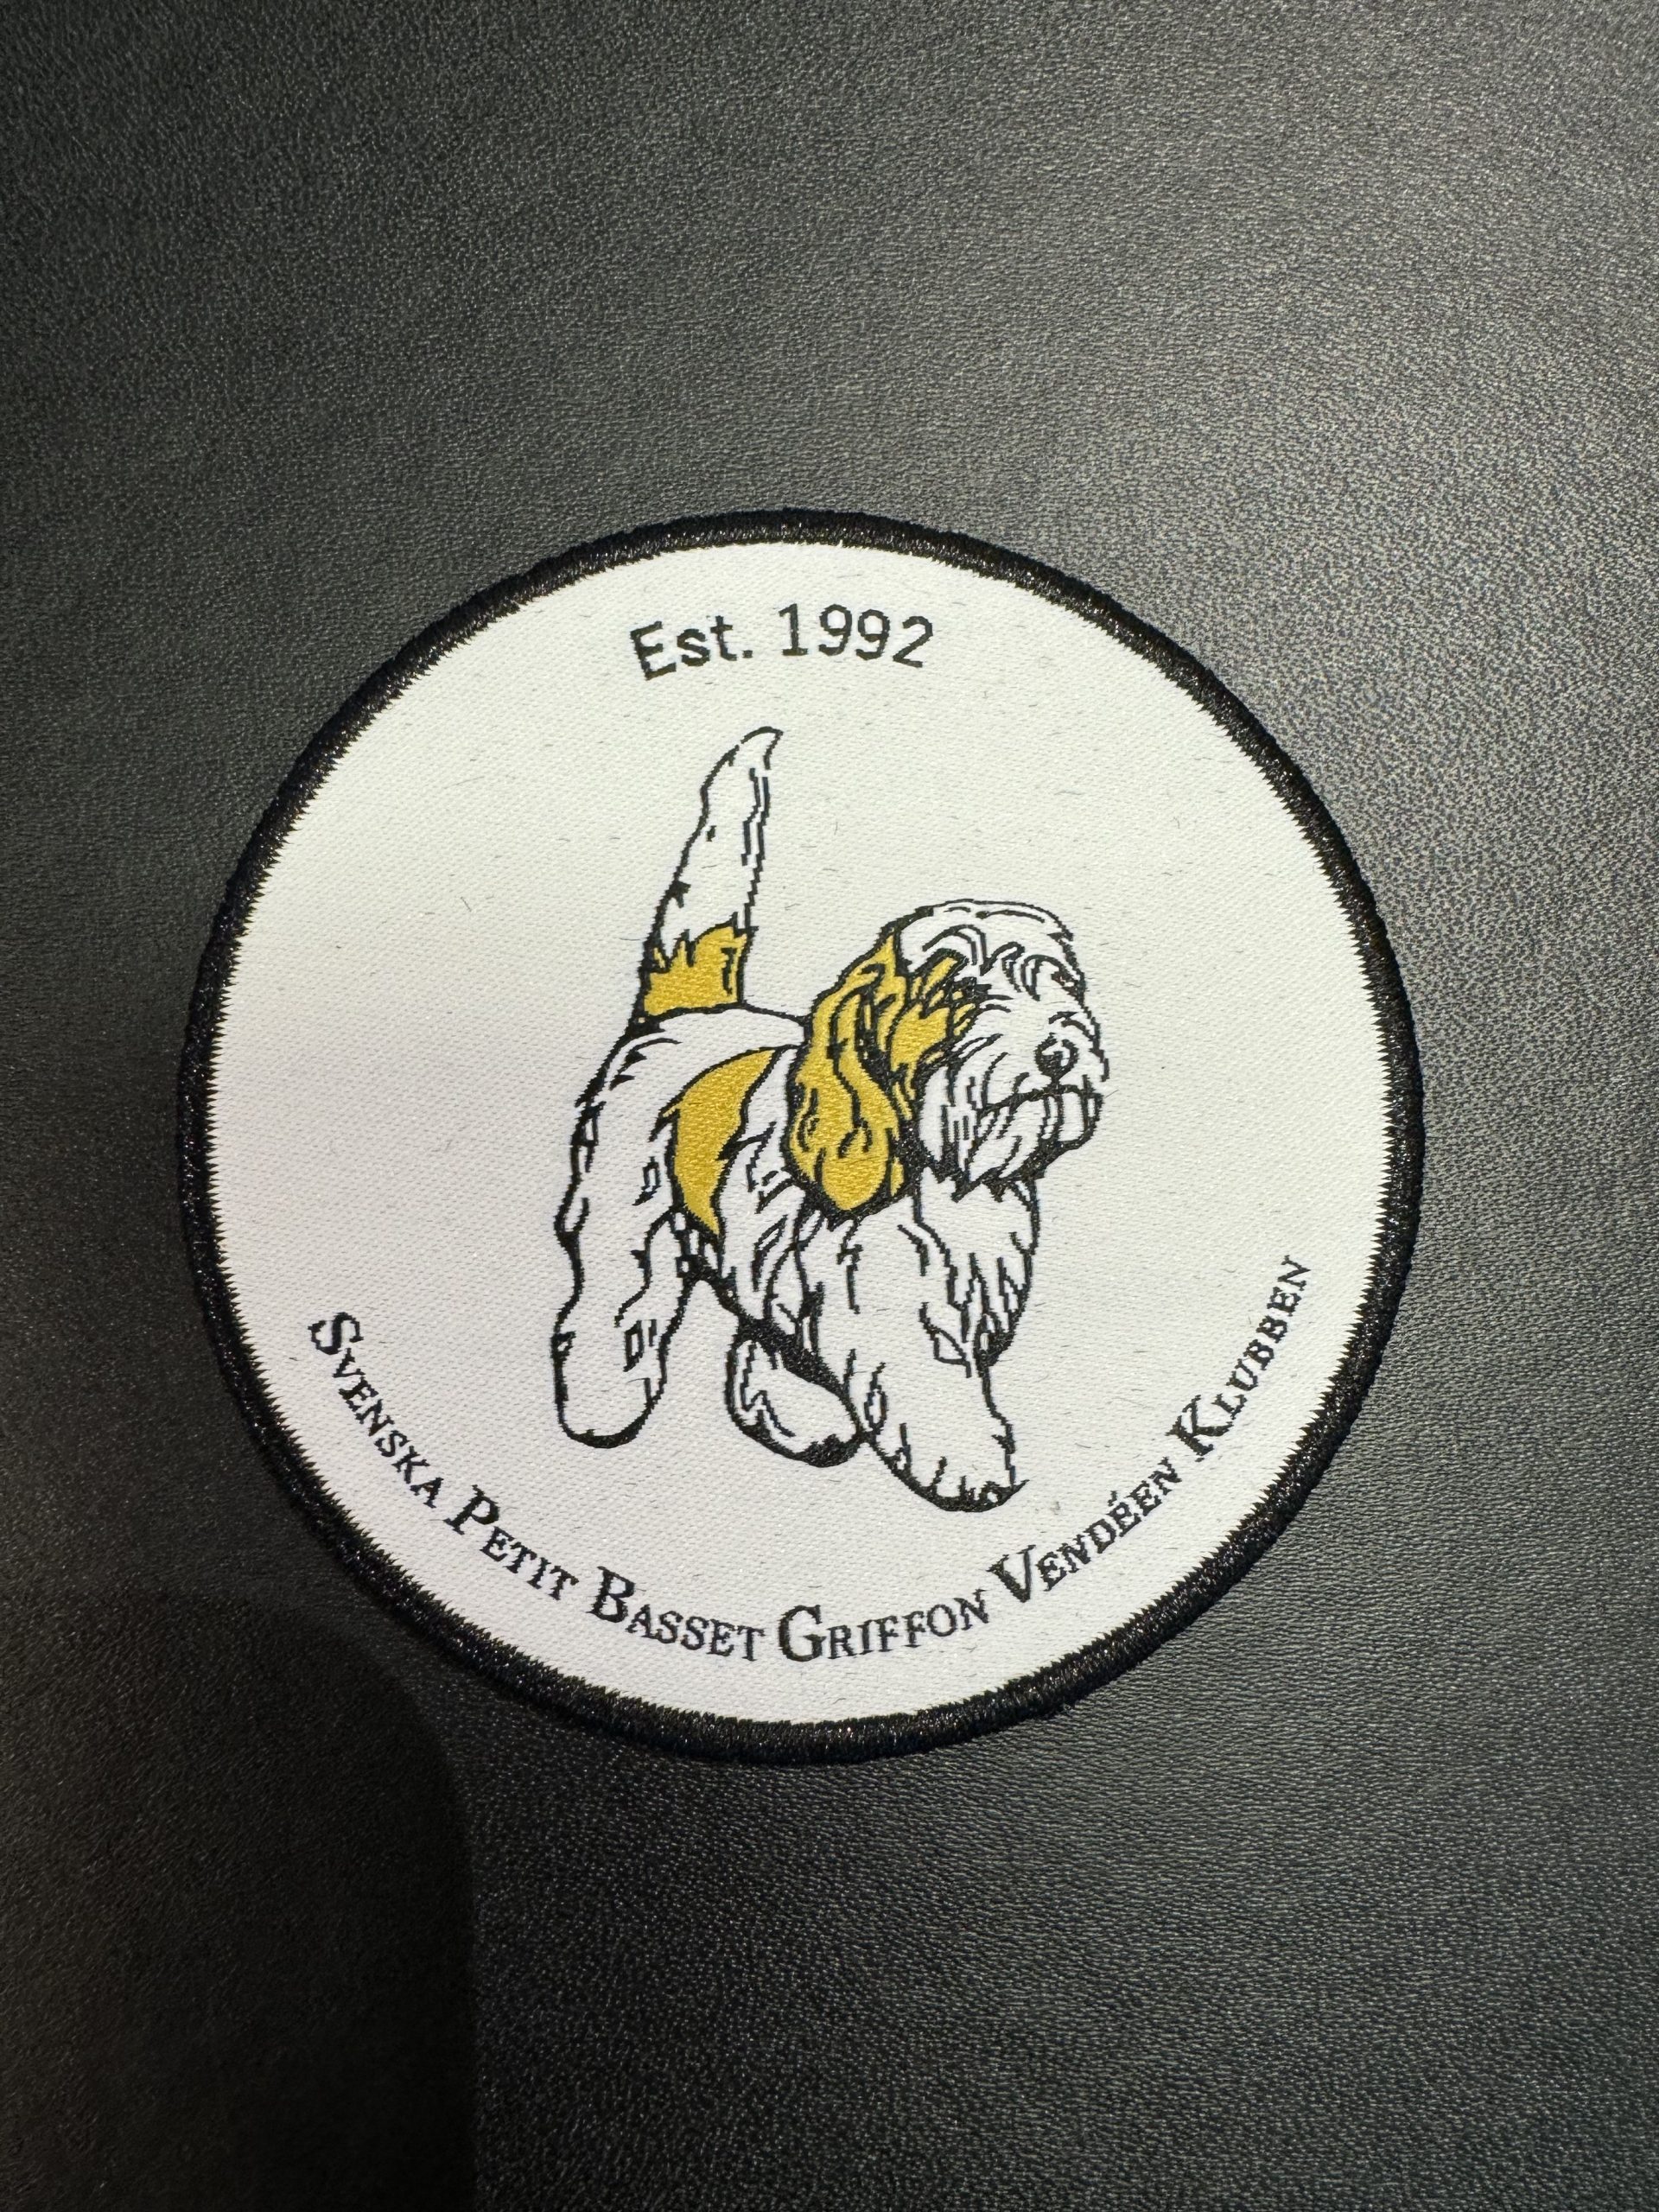 Est. 1992
Svenska Petit Basset Griffon Vendéen Klubben